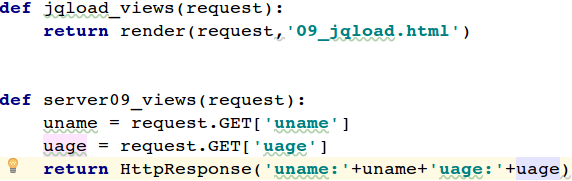 def jqload_views(request):
    return render(request,'09_jqload.html')
def server09_views(request):
    uname = request.GET['uname']
    uage = request.GET['uage']
    return HttpResponse('uname:'+uname+'uage:'+uage)